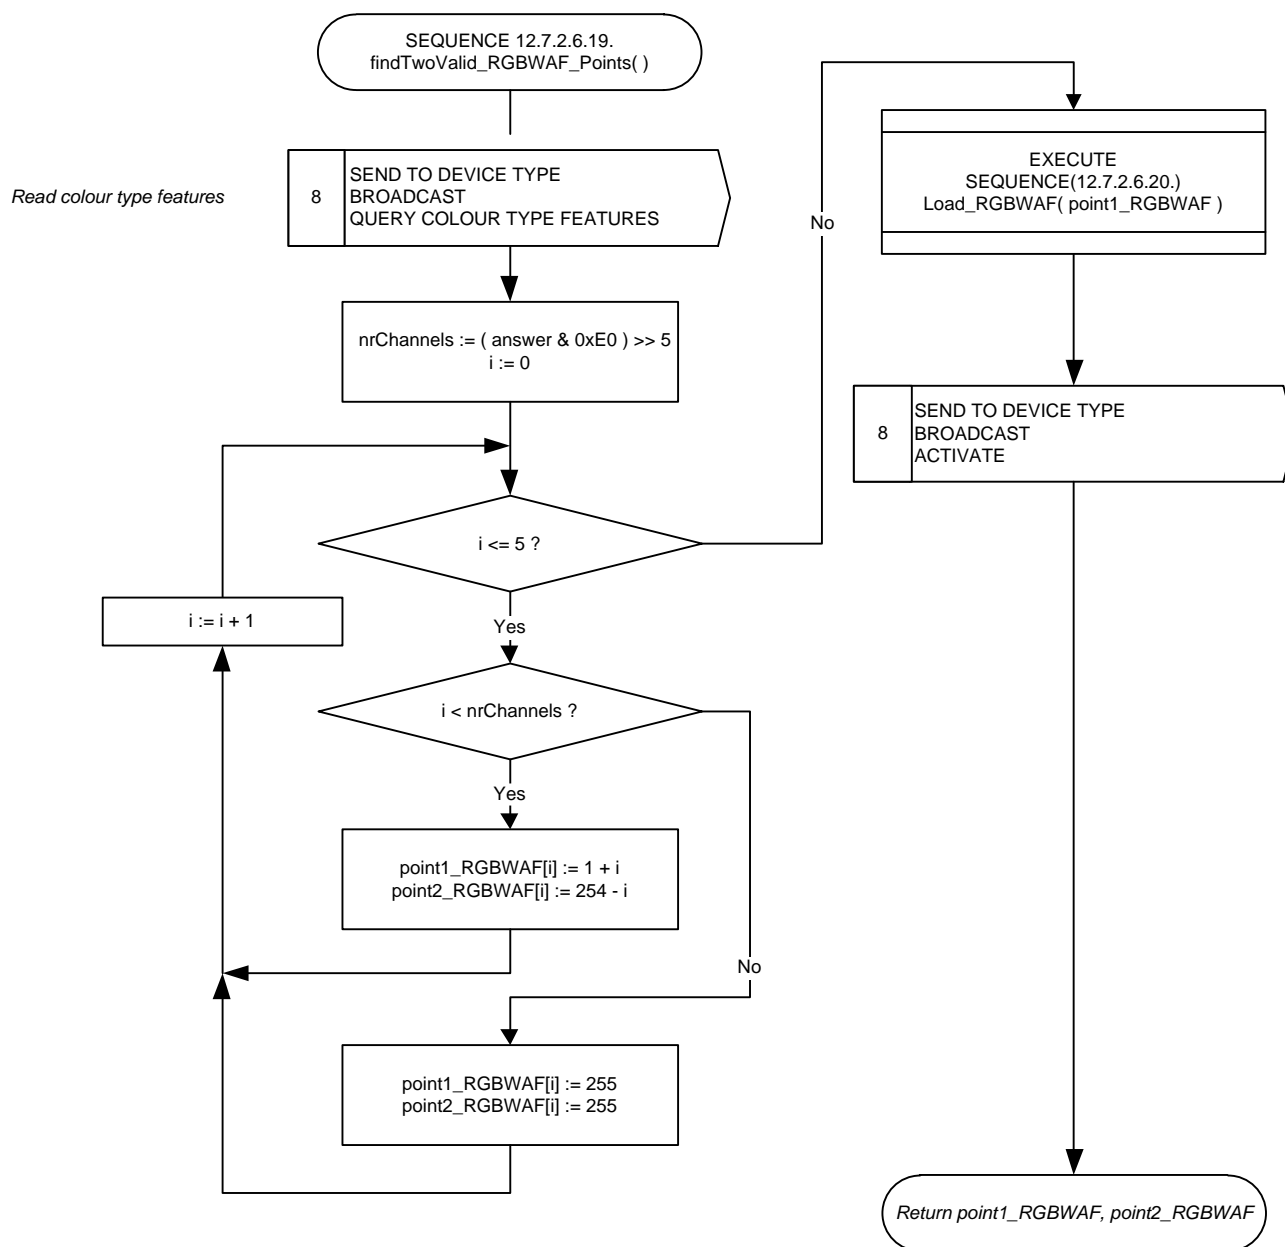 SEQUENCE 12.7.2.6.19.
findTwoValid_RGBWAF_Points( )
Read colour type features
8
SEND TO DEVICE TYPE
BROADCAST
QUERY COLOUR TYPE FEATURES
nrChannels := ( answer & 0xE0 ) >> 5
i := 0
i <= 5 ?
No
Yes
i := i + 1
i < nrChannels ?
Yes
No
point1_RGBWAF[i] := 1 + i
point2_RGBWAF[i] := 254 - i
point1_RGBWAF[i] := 255
point2_RGBWAF[i] := 255
EXECUTE
SEQUENCE(12.7.2.6.20.)
Load_RGBWAF( point1_RGBWAF )
8
SEND TO DEVICE TYPE
BROADCAST
ACTIVATE
Return point1_RGBWAF, point2_RGBWAF